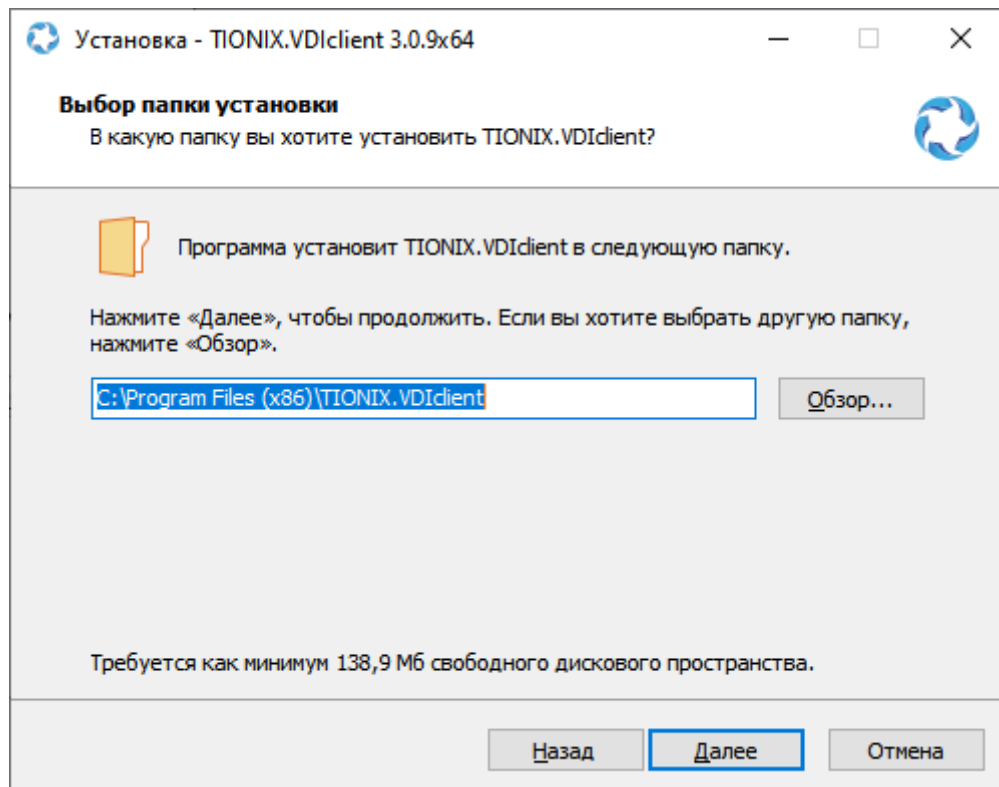 Установка - TIONIX.VDIclient 3.0.9x64
Выбор папки установки
В какую папку вы хотите установить TIONIX.VDIclient?
Программа установит TIONIX.VDIclient в следующую папку.
Нажмите «Далее», чтобы продолжить. Если вы хотите выбрать другую папку,
нажмите «Обзор».
C:\Program Files (x86)\TIONIX.VDIclient
Обзор...
Требуется как минимум 138,9 Мб свободного дискового пространства.
Назад Далее Отмена